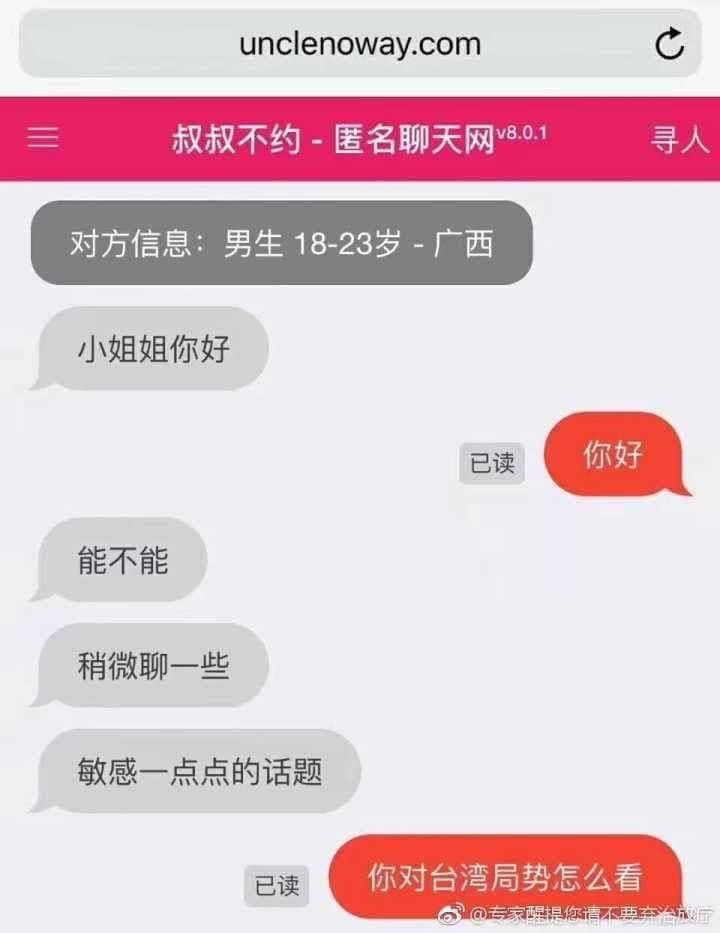 unclenoway.com
叔叔不约 - 匿名聊天网v8.0.1
寻人
对方信息：男生 18-23岁 - 广西
小姐姐你好
你好
已读
能不能
稍微聊一些
敏感一点点的话题
你对台湾局势怎么看
已读
@专家醒提您请不要弃治放疗